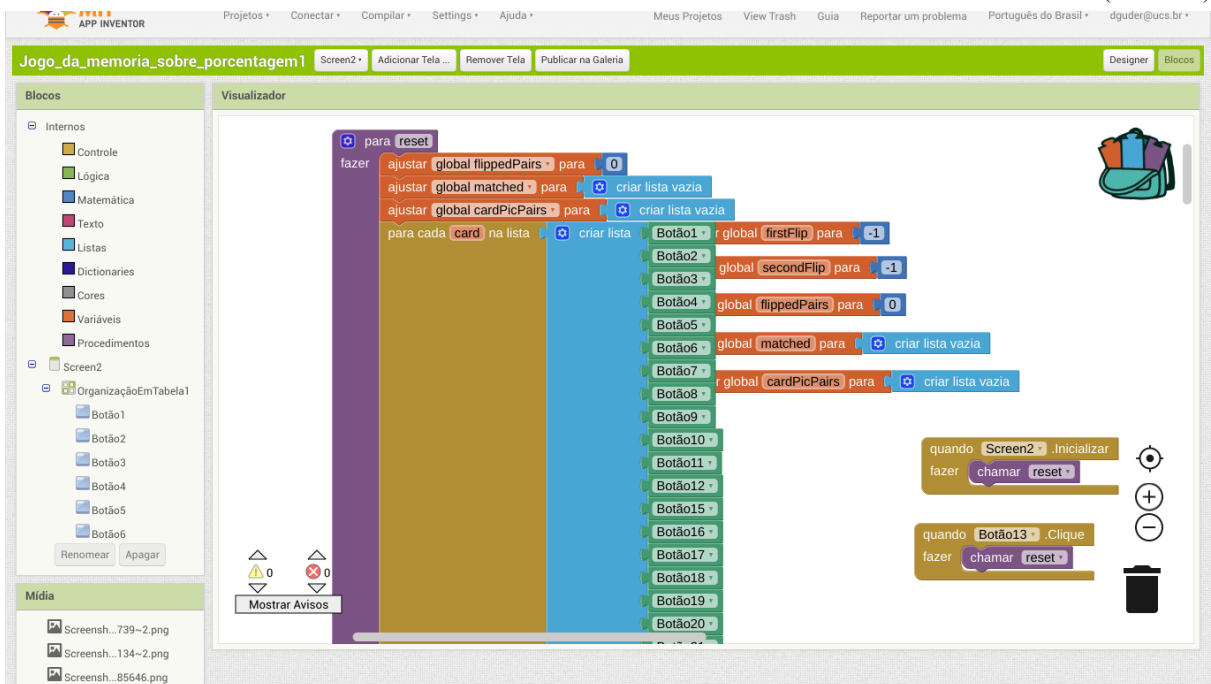 APP INVENTOR
Projetos Conectar Compilar Settings Ajuda
Meus Projetos View Trash Guia Reportar um problema Português do Brasil dguder@ucs.br
Jogo_da_memoria_sobre_porcentagem1 Screen2 Adicionar Tela ... Remover Tela Publicar na Galeria Designer Blocos
Blocos
Internos
Controle
Lógica
Matemática
Texto
Listas
Dictionaries
Cores
Variáveis
Procedimentos
Screen2
OrganizaçãoEmTabela1
Botão1
Botão2
Botão3
Botão4
Botão5
Botão6
Renomear Apagar
Mídia
Screensh...739~2.png
Screensh...134~2.png
Screensh...85646.png
Visualizador
para reset
fazer ajustar global flippedPairs para 0
ajustar global matched para criar lista vazia
ajustar global cardPicPairs para criar lista vazia
para cada card na lista criar lista Botão1
Botão2
Botão3
Botão4
Botão5
Botão6
Botão7
Botão8
Botão9
Botão10
Botão11
Botão12
Botão15
Botão16
Botão17
Botão18
Botão19
Botão20
r global firstFlip para -1
global secondFlip para -1
global flippedPairs para 0
global matched para criar lista vazia
r global cardPicPairs para criar lista vazia
quando Screen2 .Inicializar
fazer chamar reset
quando Botão13 .Clique
fazer chamar reset
0 0
Mostrar Avisos